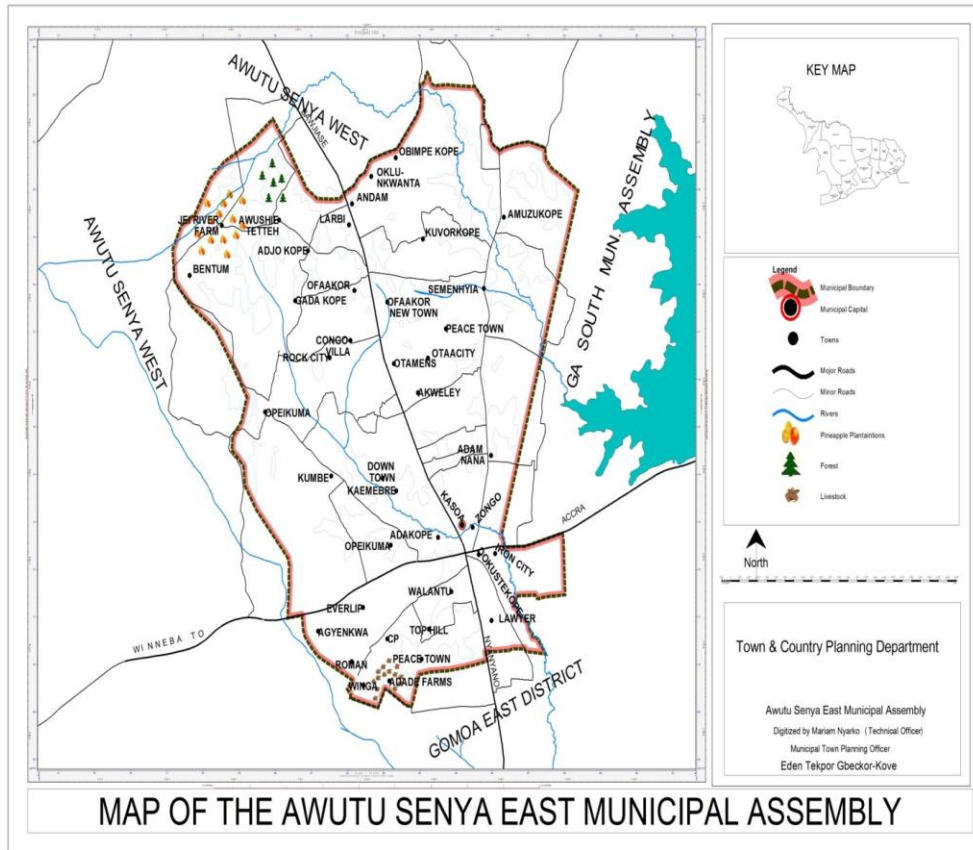 AWUTU SENYA WEST
BAWJIASE
OBIMPE KOPE
OKLU-
NKWANTA
ANDAM
JEI RIVER
FARM
AWUSHIE
TETTEH
LARBI
AMUZUKOPE
KUVORKOPE
ADJO KOPE
BENTUM
OFAAKOR
SEMENHYIA
GADA KOPE
OFAAKOR
NEW TOWN
PEACE TOWN
CONGO
VILLA
ROCK CITY
OTAACITY
OTAMENS
AKWELEY
OPEIKUMA
ADAM
NANA
KUMBE
DOWN
TOWN
KAEMEBRE
KASOA
ZONGO
ACCRA
ADAKOPE
OPEIKUMA
IRON CITY
WALANTU
EVERLIP
LAWYER
AGYENKWA
CP
TOP HILL
WINNEBA TO
ROMAN
PEACE TOWN
NYANYANO
WINGA
ADADE FARMS
AWUTU SENYA WEST
GA SOUTH MUN. ASSEMBLY
GOMOA EAST DISTRICT
KEY MAP
Legend
Municipal Boundary
Municipal Capital
Towns
Major Roads
Minor Roads
Rivers
Pineapple Plantaintions
Forest
Livestock
North
Town & Country Planning Department
Awutu Senya East Municipal Assembly
Digitized by Mariam Nyarko ( Technical Officer)
Municipal Town Planning Officer
Eden Tekpor Gbeckor-Kove
MAP OF THE AWUTU SENYA EAST MUNICIPAL ASSEMBLY